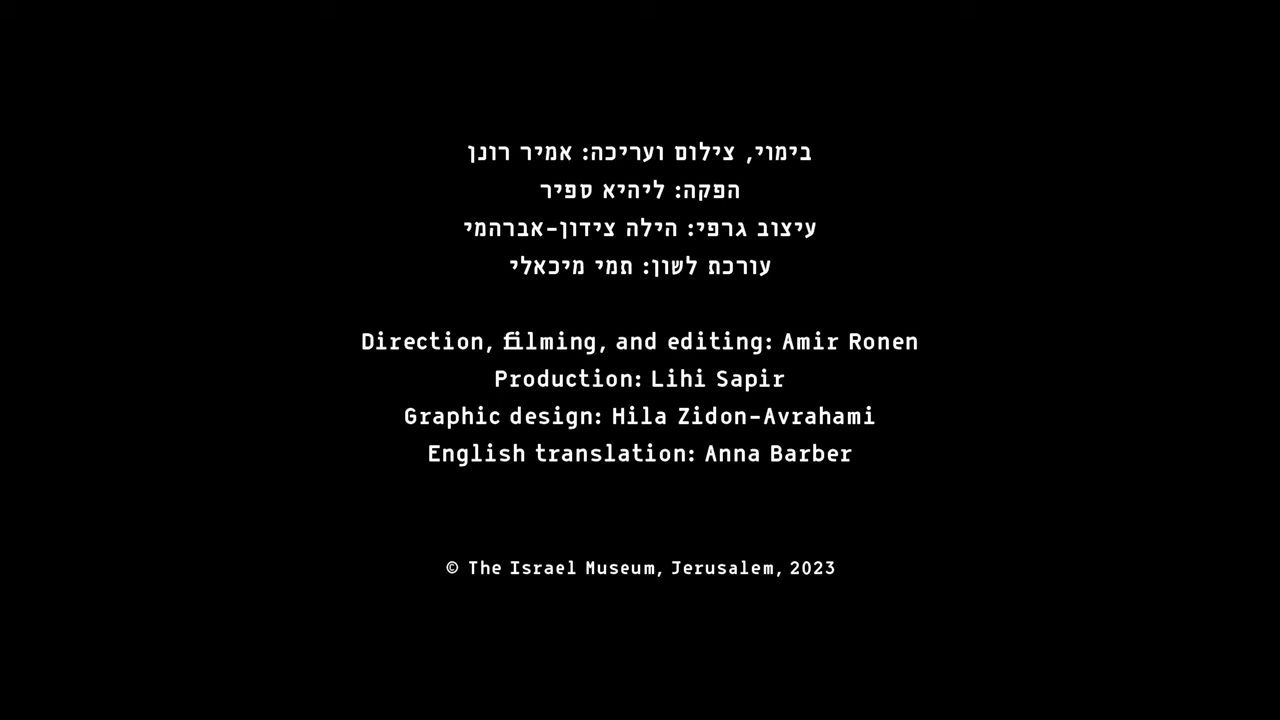 בימוי, צילום ועריכה: אמיר רונן
הפקה: ליהיא ספיר
עיצוב גרפי: הילה צידון-אברהמי
עורכת לשון: תמי מיכאלי
Direction, filming, and editing: Amir Ronen
Production: Lihi Sapir
Graphic design: Hila Zidon-Avrahami
English translation: Anna Barber
© The Israel Museum, Jerusalem, 2023